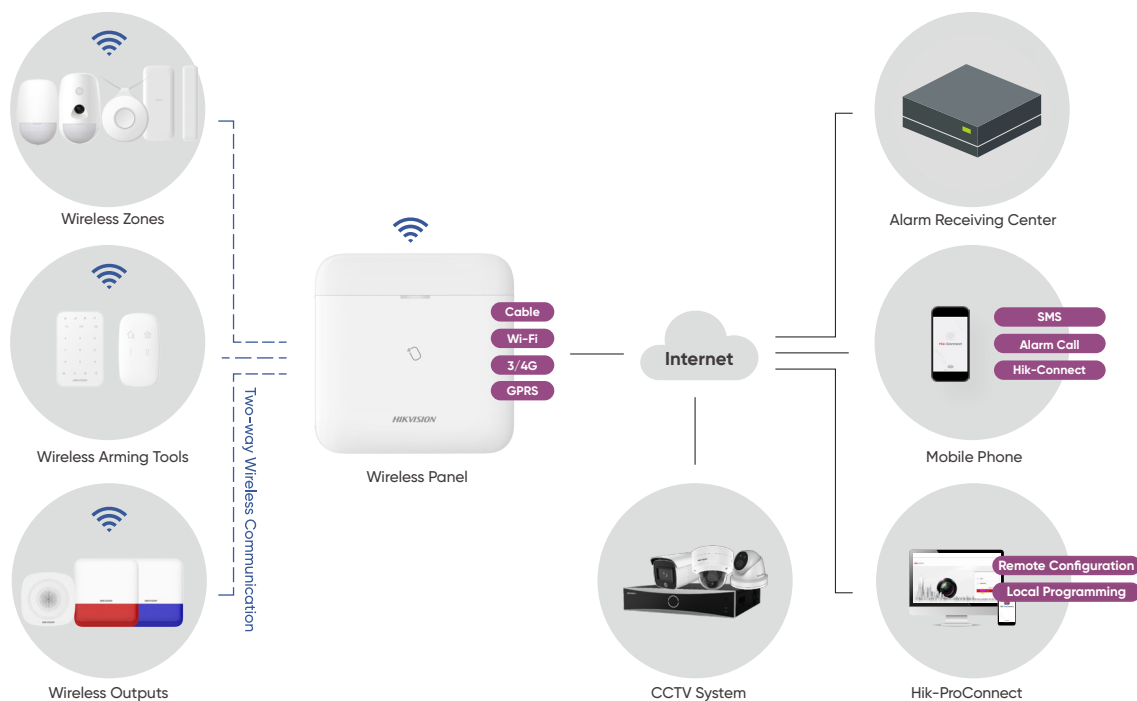 Wireless Zones
Wireless Arming Tools
Wireless Outputs
Two-way Wireless Communication
Cable
Wi-Fi
3/4G
GPRS
HIKVISION
Wireless Panel
Internet
CCTV System
Alarm Receiving Center
SMS
Alarm Call
Hik-Connect
Mobile Phone
Remote Configuration
Local Programming
Hik-ProConnect